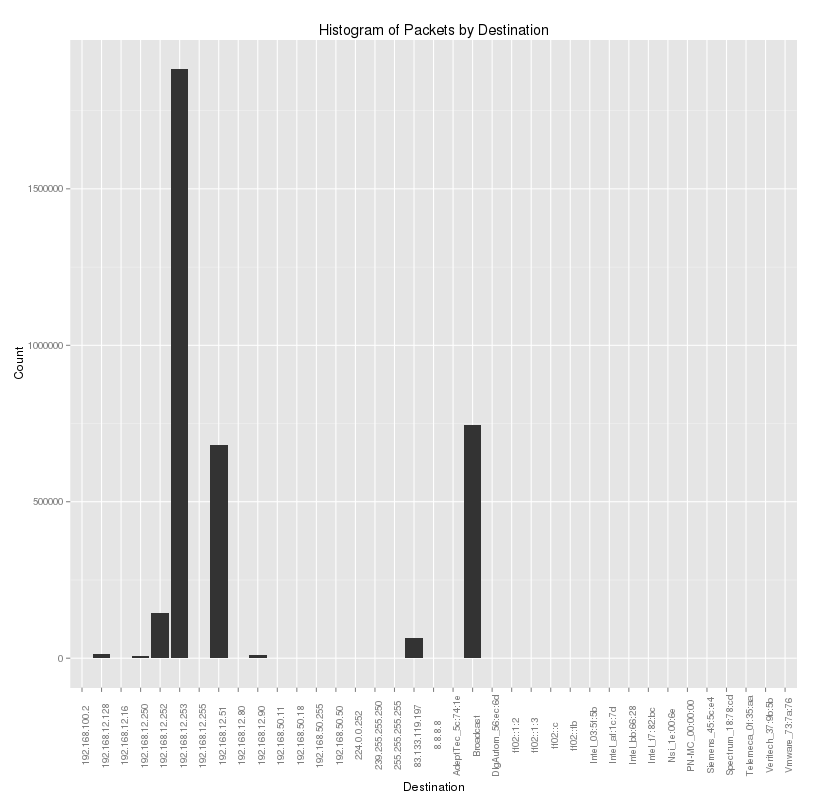 Histogram of Packets by Destination
Count
1500000
1000000
500000
0
192.168.100.2
192.168.12.128
192.168.12.16
192.168.12.250
192.168.12.252
192.168.12.253
192.168.12.255
192.168.12.51
192.168.12.80
192.168.12.90
192.168.50.11
192.168.50.18
192.168.50.255
192.168.50.50
224.0.0.252
239.255.255.250
255.255.255.255
83.133.119.197
8.8.8.8
AdeptTec_5c:74:1e
Broadcast
DlgAutom_56:ec:6d
ff02::1:2
ff02::1:3
ff02::c
ff02::fb
Intel_03:5f:5b
Intel_af:1c:7d
Intel_bb:66:28
Intel_f7:82:bc
Nsl_1e:00:6e
PN-MC_00:00:00
Siemens_45:5c:e4
Spectrum_18:78:cd
Telemeca_0f:35:aa
Veritech_37:9b:5b
Vmware_73:7a:76
Destination